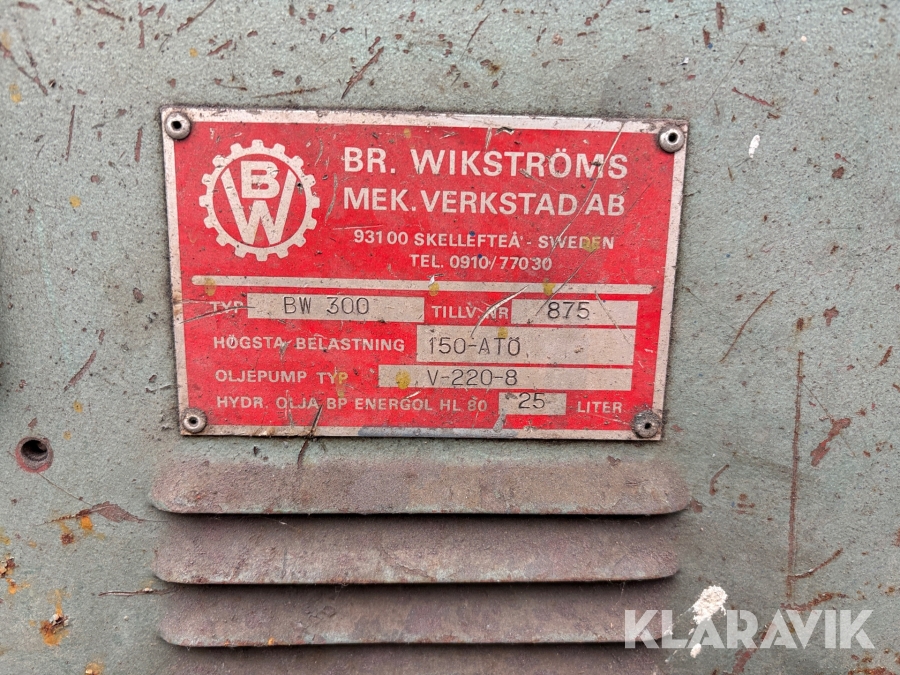 BW
BR. WIKSTRÖMS
MEK. VERKSTAD AB
93100 SKELLEFTEÅ - SWEDEN
TEL. 0910/77030
TYP BW 300 TILLV. NR 875
HÖGSTA BELASTNING 150-ATÖ
OLJEPUMP TYP V-220-8
HYDR. OLJA BP ENERGOL HL 80 25 LITER
KLARAVIK